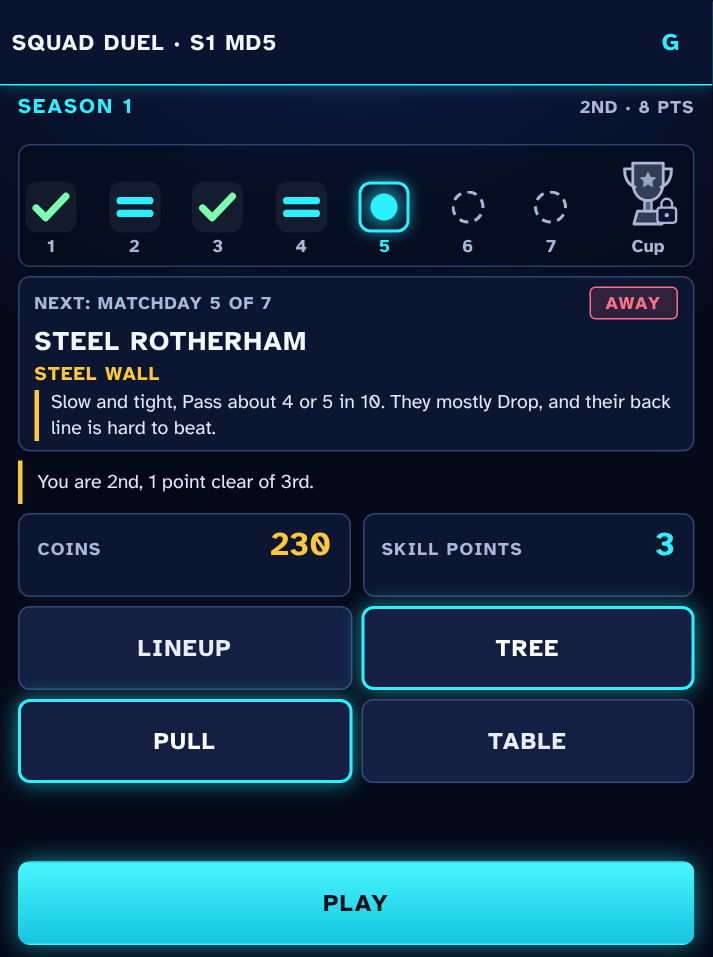 SQUAD DUEL · S1 MD5
G
SEASON 1
2ND · 8 PTS
1 2 3 4 5 6 7 Cup
NEXT: MATCHDAY 5 OF 7
AWAY
STEEL ROTHERHAM
STEEL WALL
Slow and tight, Pass about 4 or 5 in 10. They mostly Drop, and their back
line is hard to beat.
You are 2nd, 1 point clear of 3rd.
COINS 230
SKILL POINTS 3
LINEUP
TREE
PULL
TABLE
PLAY